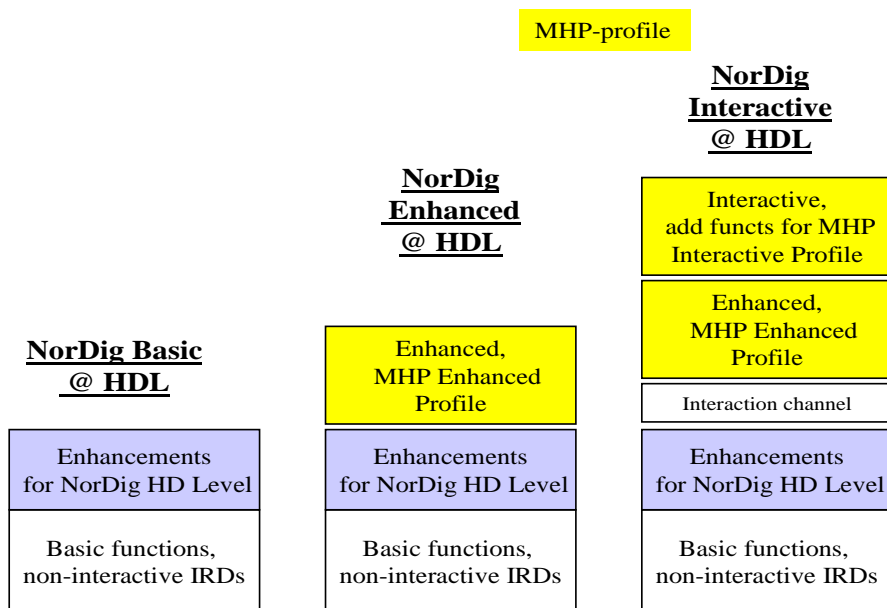 MHP-profile
NorDig Basic
@ HDL
Enhancements
for NorDig HD Level
Basic functions,
non-interactive IRDs
NorDig
Enhanced
@ HDL
Enhanced,
MHP Enhanced
Profile
Enhancements
for NorDig HD Level
Basic functions,
non-interactive IRDs
NorDig
Interactive
@ HDL
Interactive,
add functs for MHP
Interactive Profile
Enhanced,
MHP Enhanced
Profile
Interaction channel
Enhancements
for NorDig HD Level
Basic functions,
non-interactive IRDs